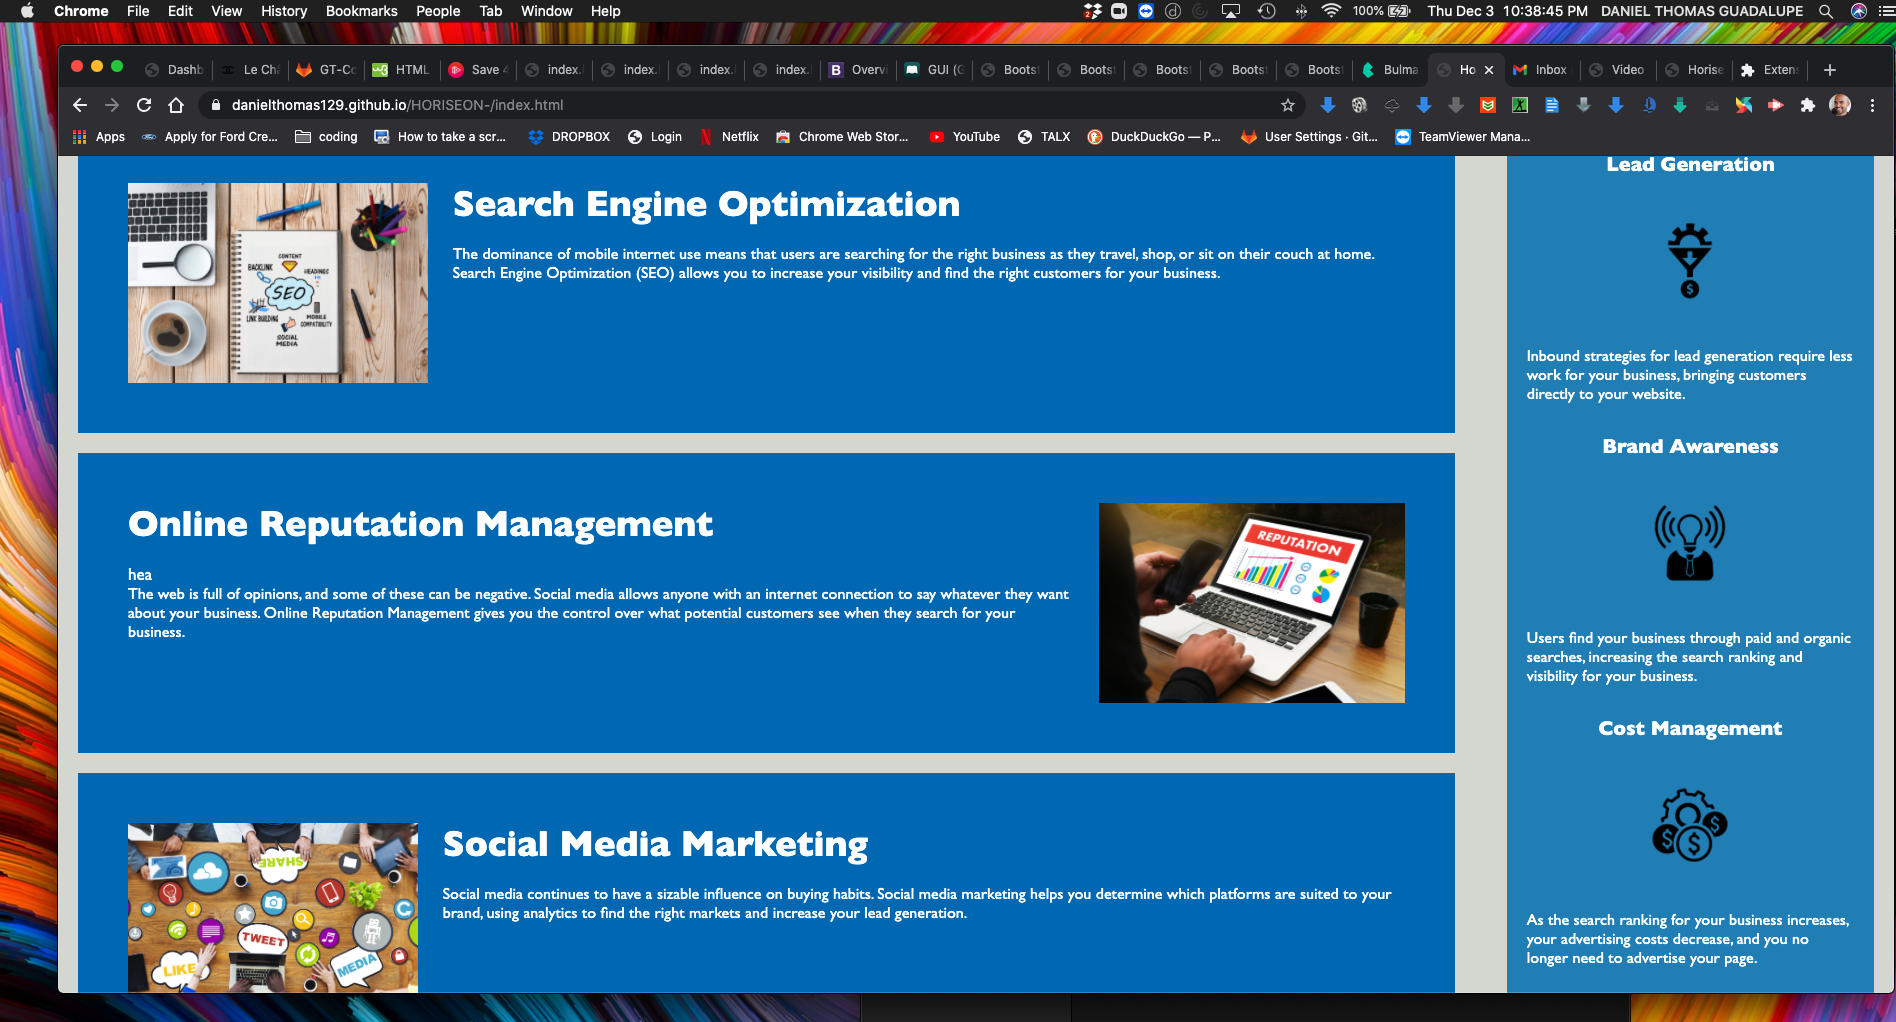 Chrome File Edit View History Bookmarks People Tab Window Help
100% Thu Dec 3 10:38:45 PM DANIEL THOMAS GUADALUPE
Dashb Le Cha GT-Co HTML Save 4 index.i index. index.i index. Overvi GUI (G Bootst Bootst Bootst Bootst Bootst Bulma Ho Inbox Video Horise Extens
danielthomas129.github.io/HORISEON-/index.html
Apps Apply for Ford Cre... coding How to take a scr... DROPBOX Login Netflix Chrome Web Stor... YouTube TALX DuckDuckGo — P... User Settings · Git... TeamViewer Mana...
CONTENT
BACKLINK
HEADINGS
SEO
LINK BUILDING
MOBILE
COMPATIBILITY
SOCIAL
MEDIA
Search Engine Optimization
The dominance of mobile internet use means that users are searching for the right business as they travel, shop, or sit on their couch at home.
Search Engine Optimization (SEO) allows you to increase your visibility and find the right customers for your business.
Online Reputation Management
hea
The web is full of opinions, and some of these can be negative. Social media allows anyone with an internet connection to say whatever they want
about your business. Online Reputation Management gives you the control over what potential customers see when they search for your
business.
REPUTATION
SHARE
TWEET
LIKE
MEDIA
Social Media Marketing
Social media continues to have a sizable influence on buying habits. Social media marketing helps you determine which platforms are suited to your
brand, using analytics to find the right markets and increase your lead generation.
Lead Generation
Inbound strategies for lead generation require less
work for your business, bringing customers
directly to your website.
Brand Awareness
Users find your business through paid and organic
searches, increasing the search ranking and
visibility for your business.
Cost Management
As the search ranking for your business increases,
your advertising costs decrease, and you no
longer need to advertise your page.